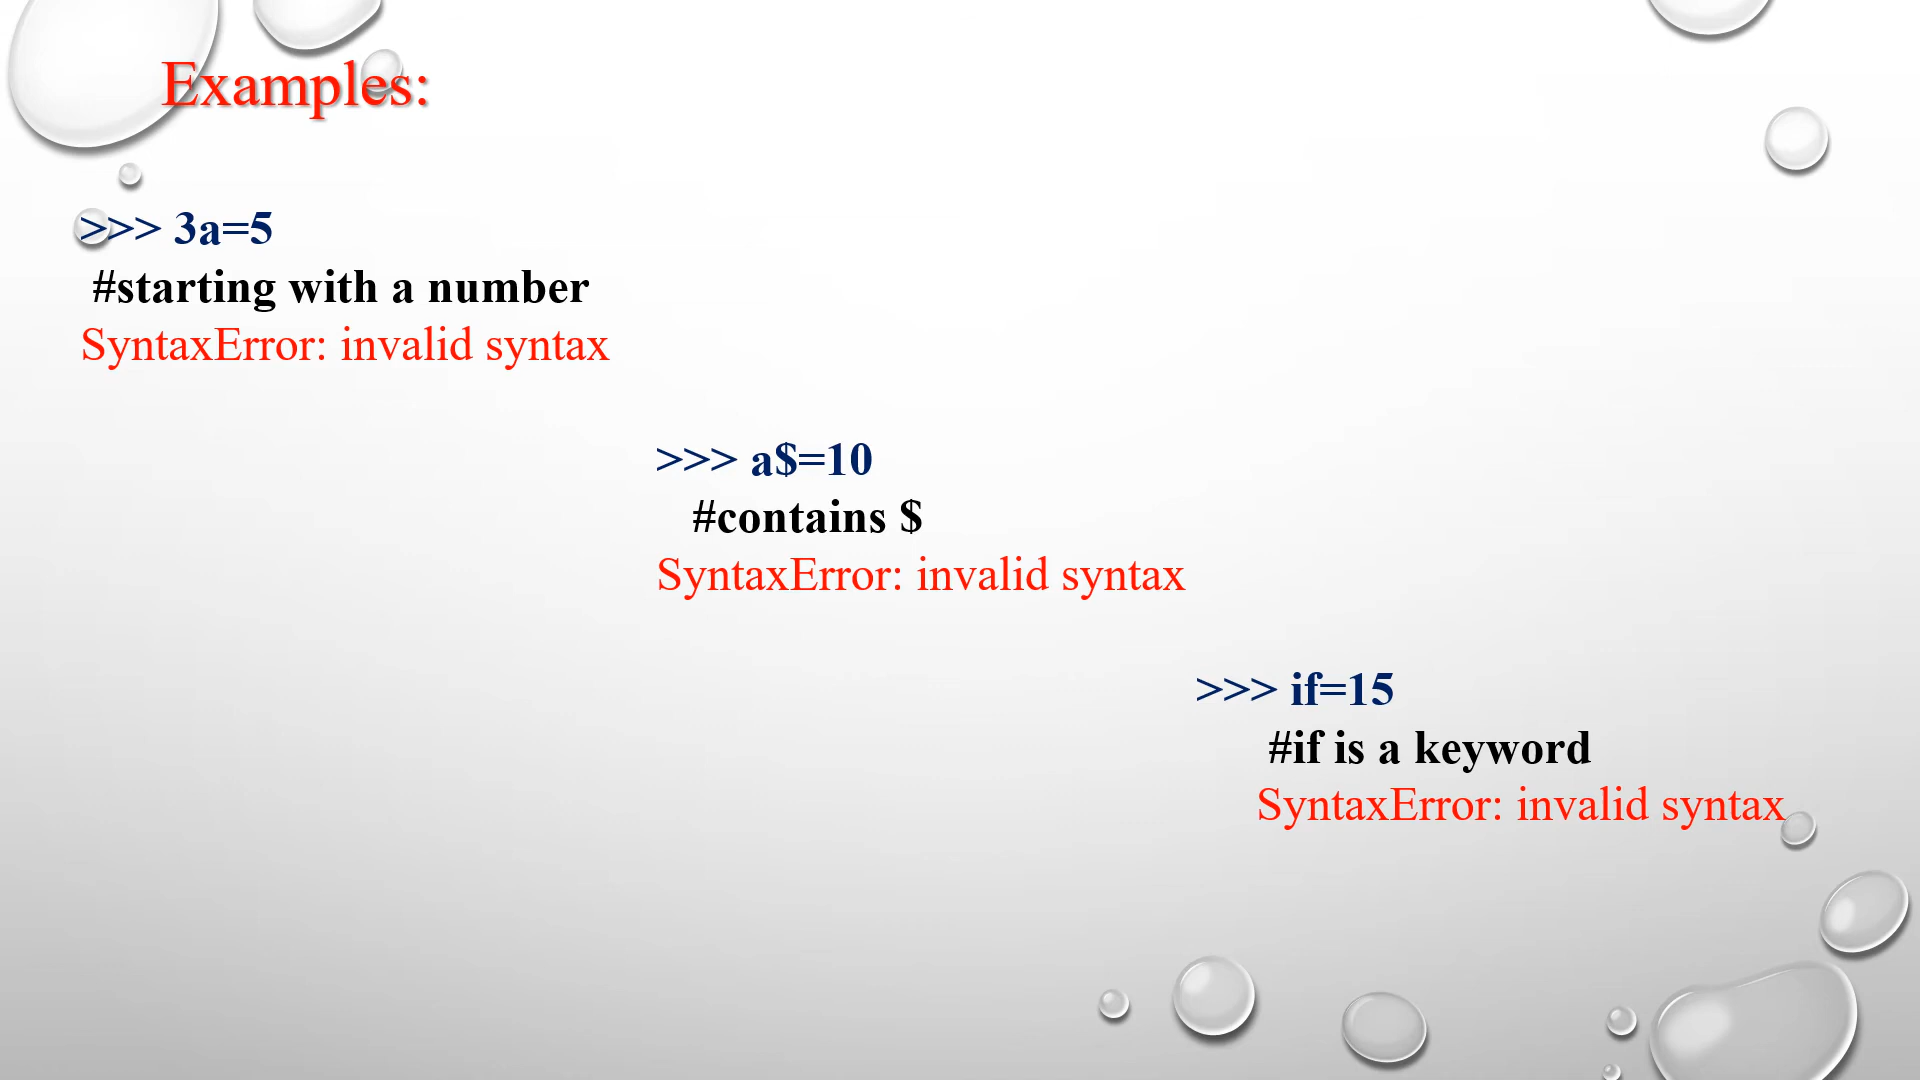 Examples:
>>> 3a=5
#starting with a number
SyntaxError: invalid syntax
>>> a$=10
#contains $
SyntaxError: invalid syntax
>>> if=15
#if is a keyword
SyntaxError: invalid syntax